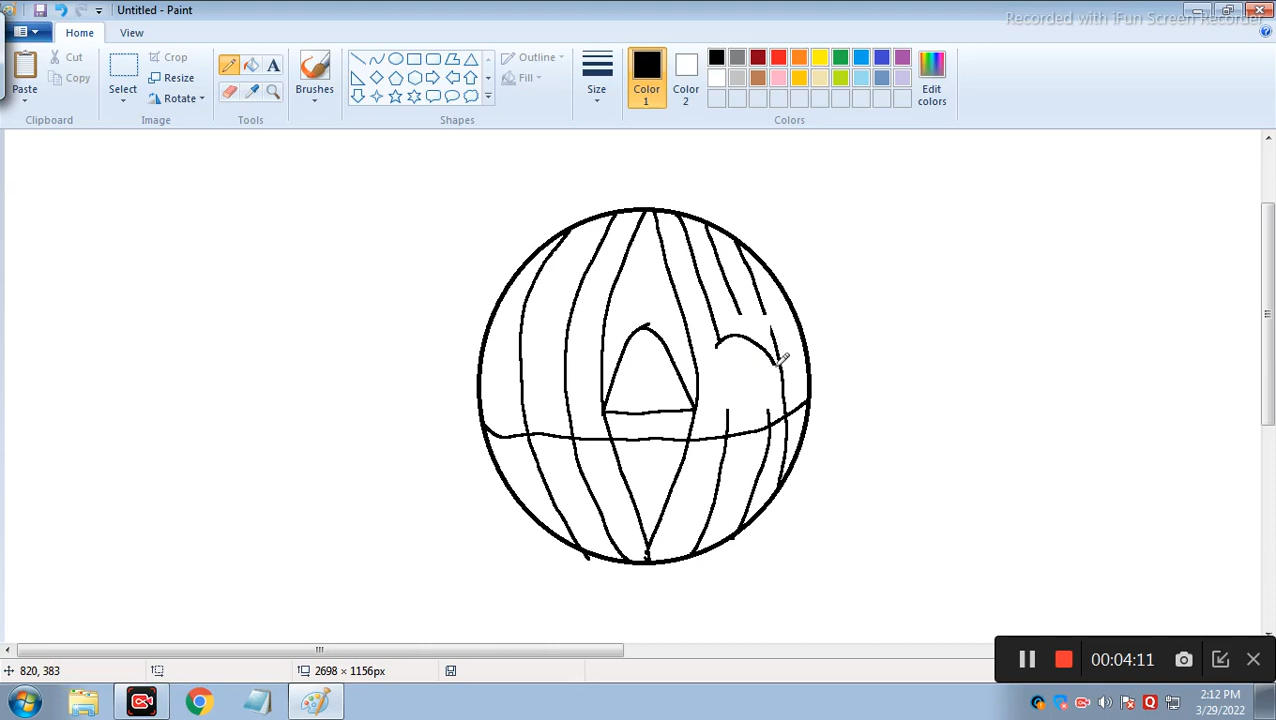 Untitled - Paint
Recorded with iFun Screen Recorder
Home View
Paste
Cut
Copy
Select
Resize
Rotate
Brushes
Outline
Fill
Size
Color 1
Color 2
Edit colors
Clipboard Image Tools Shapes Colors
820, 383
2698 × 1156px
00:04:11
2:12 PM
3/29/2022